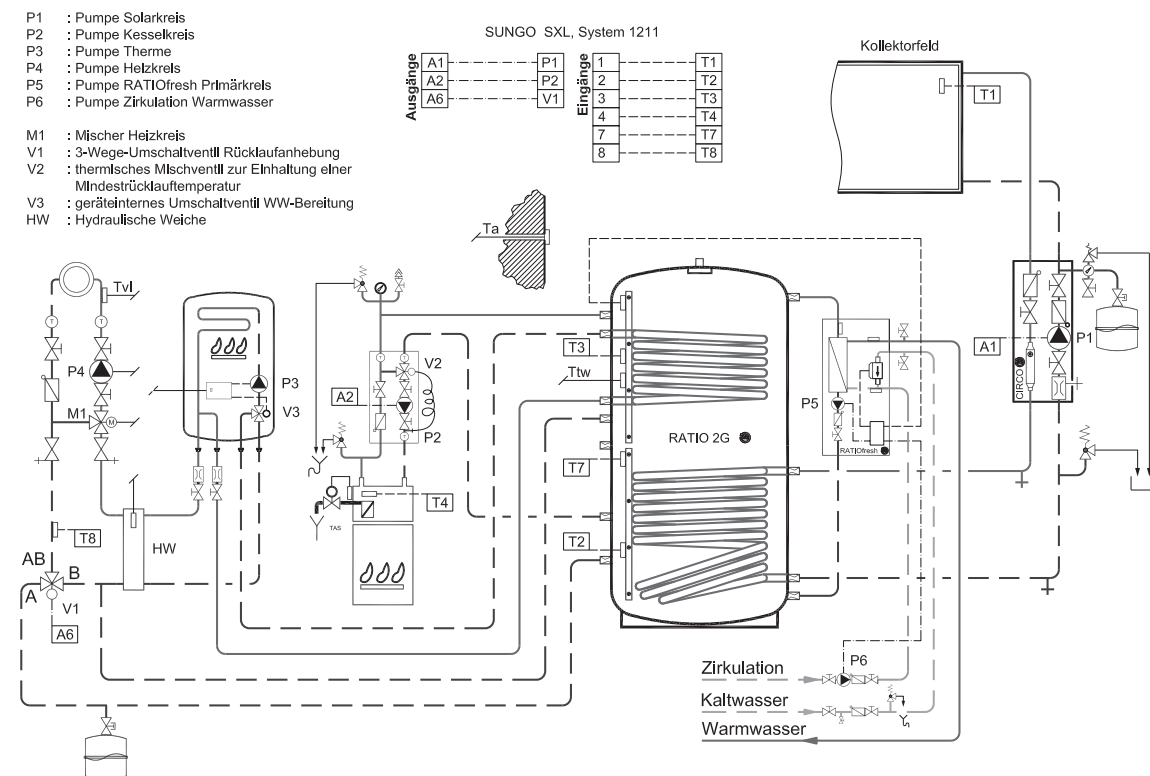 P1 : Pumpe Solarkreis
P2 : Pumpe Kesselkreis
P3 : Pumpe Therme
P4 : Pumpe Heizkreis
P5 : Pumpe RATIOfresh Primärkreis
P6 : Pumpe Zirkulation Warmwasser
M1 : Mischer Heizkreis
V1 : 3-Wege-Umschaltventil Rücklaufanhebung
V2 : thermisches Mischventil zur Einhaltung einer
Mindestrücklauftemperatur
V3 : geräteinternes Umschaltventil WW-Bereitung
HW : Hydraulische Weiche
SUNGO SXL, System 1211
Ausgänge
A1 P1
A2 P2
A6 V1
Eingänge
1 T1
2 T2
3 T3
4 T4
7 T7
8 T8
Kollektorfeld
T1
Ta
Tvl
T
T
P4
M1
M
P3
V3
T
T
V2
A2
P2
T4
TAS
T3
Ttw
T7
T2
RATIO 2G
P5
RATIOfresh
A1
P1
CIRCO
T8
HW
AB
B
A
V1
A6
P6
Zirkulation
Kaltwasser
Warmwasser